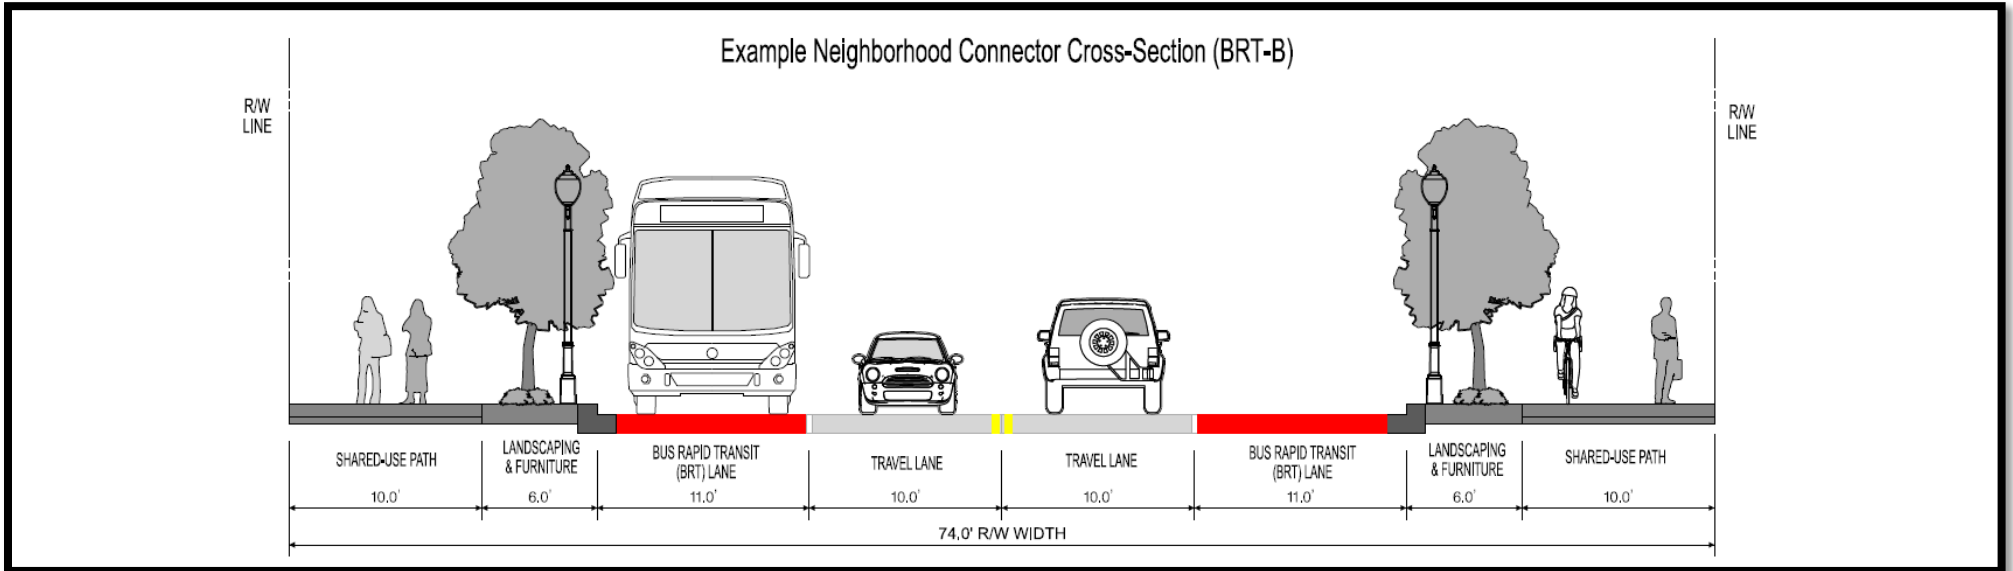 Example Neighborhood Connector Cross-Section (BRT-B)
R/W
LINE
R/W
LINE
SHARED-USE PATH
10.0'
LANDSCAPING
& FURNITURE
6.0'
BUS RAPID TRANSIT
(BRT) LANE
11.0'
TRAVEL LANE
10.0'
TRAVEL LANE
10.0'
BUS RAPID TRANSIT
(BRT) LANE
11.0'
LANDSCAPING
& FURNITURE
6.0'
SHARED-USE PATH
10.0'
74.0' R/W WIDTH